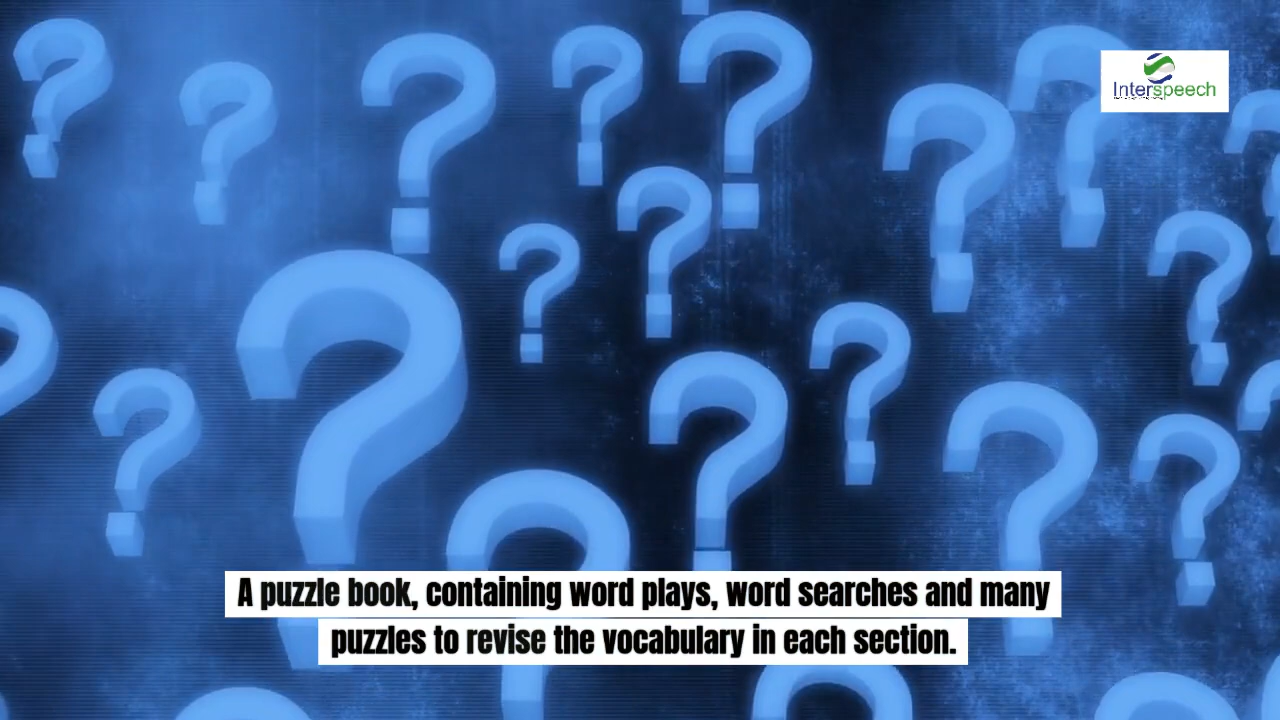 Interspeech
A puzzle book, containing word plays, word searches and many
puzzles to revise the vocabulary in each section.